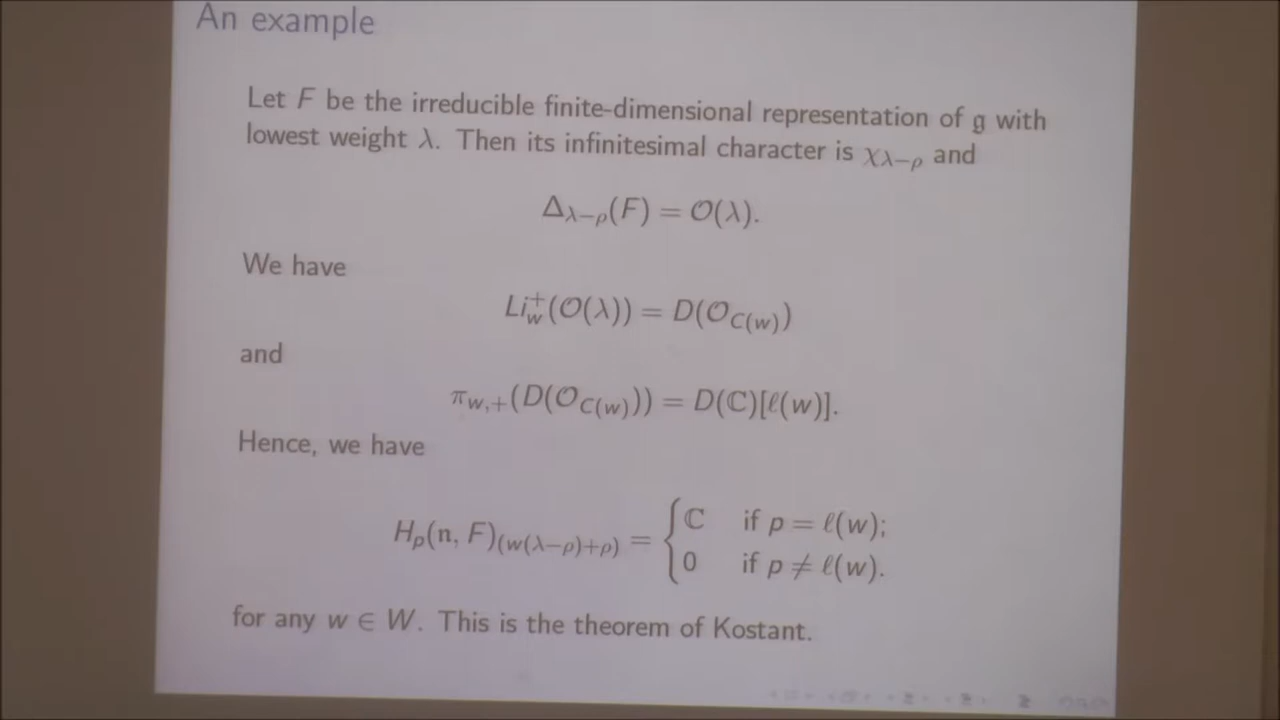 An example
Let F be the irreducible finite-dimensional representation of g with
lowest weight λ. Then its infinitesimal character is χ_{λ−ρ} and
Δ_{λ−ρ}(F) = 𝒪(λ).
We have
Li_w^+(𝒪(λ)) = D(𝒪_{C(w)})
and
π_{w,+}(D(𝒪_{C(w)})) = D(ℂ)[ℓ(w)].
Hence, we have
H_p(𝔫, F)_{(w(λ−ρ)+ρ)} = { ℂ if p = ℓ(w);
0 if p ≠ ℓ(w).
for any w ∈ W. This is the theorem of Kostant.